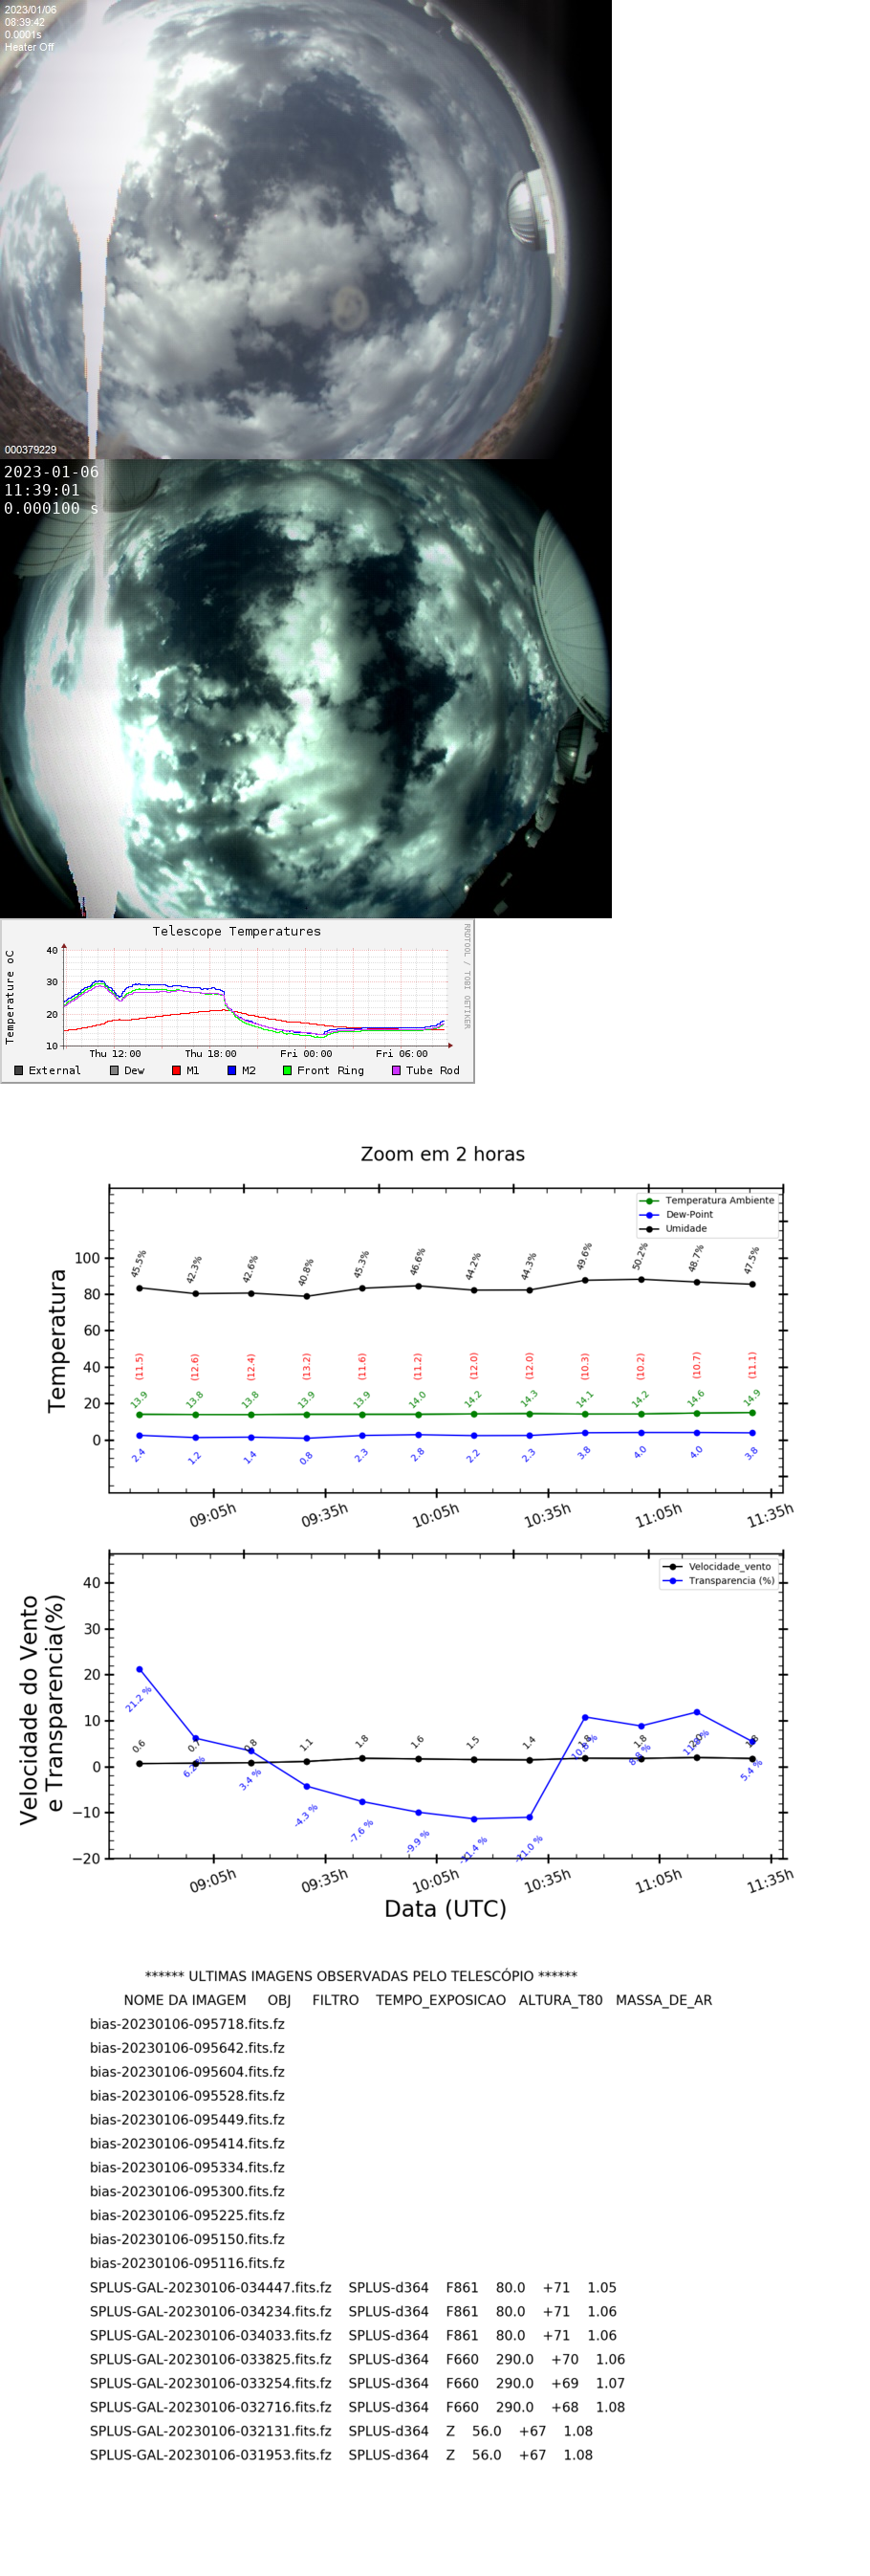 2023/01/06
08:39:42
0.0001s
Heater Off
000379229
2023-01-06
11:39:01
0.000100 s
Telescope Temperatures
RRDTOOL / TOBI OETIKER
Temperature oC
40
30
20
10
Thu 12:00 Thu 18:00 Fri 00:00 Fri 06:00
External Dew M1 M2 Front Ring Tube Rod
Zoom em 2 horas
Temperatura Ambiente
Dew-Point
Umidade
Temperatura
100
80
60
40
20
0
45.5% 42.3% 42.6% 40.8% 45.3% 46.6% 44.2% 44.3% 49.6% 50.2% 48.7% 47.5%
(11.5) (12.6) (12.4) (13.2) (11.6) (11.2) (12.0) (12.0) (10.3) (10.2) (10.7) (11.1)
13.9 13.8 13.8 13.9 13.9 14.0 14.2 14.3 14.1 14.2 14.6 14.9
2.4 1.2 1.4 0.8 2.3 2.8 2.2 2.3 3.8 4.0 4.0 3.8
09:05h 09:35h 10:05h 10:35h 11:05h 11:35h
Velocidade_vento
Transparencia (%)
Velocidade do Vento
e Transparencia(%)
40
30
20
10
0
−10
−20
0.6 0.8 1.1 1.8 1.6 1.5 1.4 1.8
21.2 % 3.4 % -4.3 % -7.6 % -9.9 % -11.4 % -11.0 % 5.4 %
09:05h 09:35h 10:05h 10:35h 11:05h 11:35h
Data (UTC)
****** ULTIMAS IMAGENS OBSERVADAS PELO TELESCÓPIO ******
NOME DA IMAGEM OBJ FILTRO TEMPO_EXPOSICAO ALTURA_T80 MASSA_DE_AR
bias-20230106-095718.fits.fz
bias-20230106-095642.fits.fz
bias-20230106-095604.fits.fz
bias-20230106-095528.fits.fz
bias-20230106-095449.fits.fz
bias-20230106-095414.fits.fz
bias-20230106-095334.fits.fz
bias-20230106-095300.fits.fz
bias-20230106-095225.fits.fz
bias-20230106-095150.fits.fz
bias-20230106-095116.fits.fz
SPLUS-GAL-20230106-034447.fits.fz SPLUS-d364 F861 80.0 +71 1.05
SPLUS-GAL-20230106-034234.fits.fz SPLUS-d364 F861 80.0 +71 1.06
SPLUS-GAL-20230106-034033.fits.fz SPLUS-d364 F861 80.0 +71 1.06
SPLUS-GAL-20230106-033825.fits.fz SPLUS-d364 F660 290.0 +70 1.06
SPLUS-GAL-20230106-033254.fits.fz SPLUS-d364 F660 290.0 +69 1.07
SPLUS-GAL-20230106-032716.fits.fz SPLUS-d364 F660 290.0 +68 1.08
SPLUS-GAL-20230106-032131.fits.fz SPLUS-d364 Z 56.0 +67 1.08
SPLUS-GAL-20230106-031953.fits.fz SPLUS-d364 Z 56.0 +67 1.08